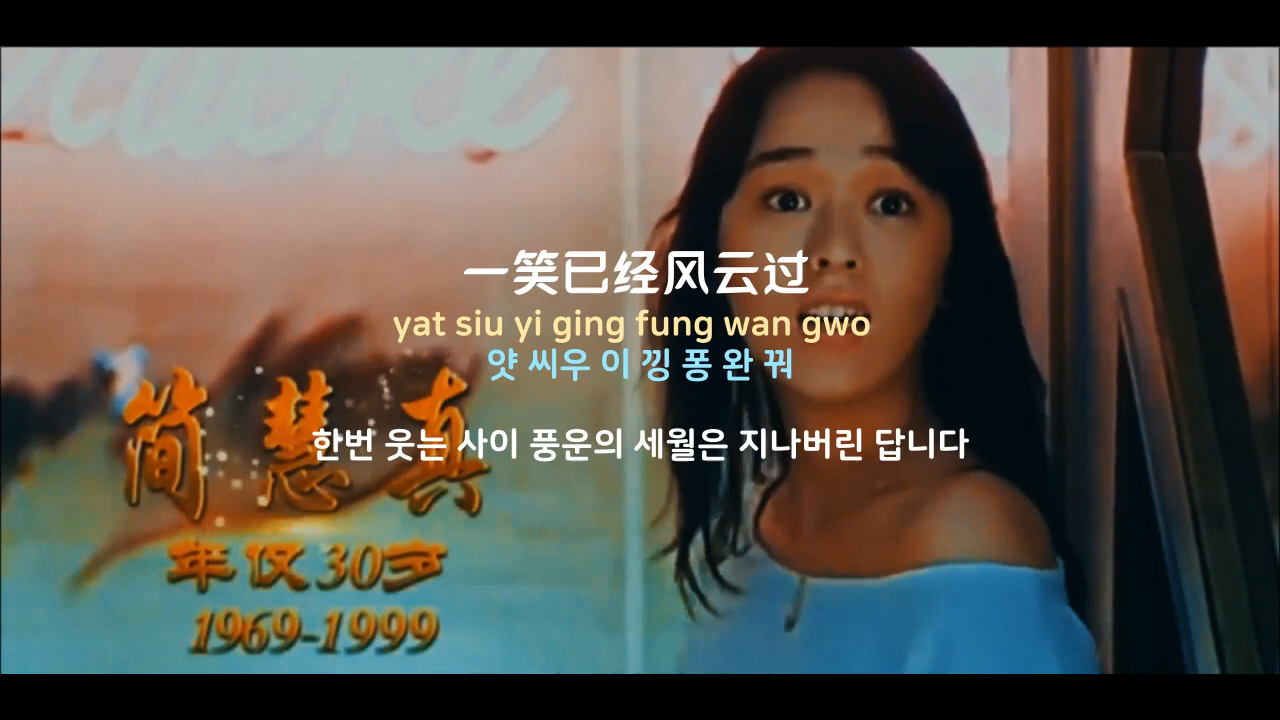 一笑已经风云过
yat siu yi ging fung wan gwo
얏 씨우 이 낑 퐁 완 꿔
한번 웃는 사이 풍운의 세월은 지나버린 답니다
简慧真
年仅30岁
1969-1999